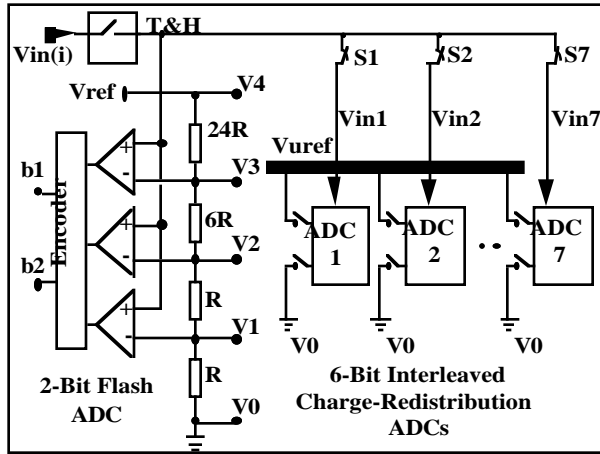 T&H
Vin(i)
S1
S2
S7
Vref
V4
Vin1
Vin2
Vin7
24R
Vuref
b1
Encoder
+
-
V3
6R
ADC
1
ADC
2
• •
ADC
7
b2
+
-
V2
R
+
-
V1
V0
V0
V0
R
2-Bit Flash
ADC
V0
6-Bit Interleaved
Charge-Redistribution
ADCs